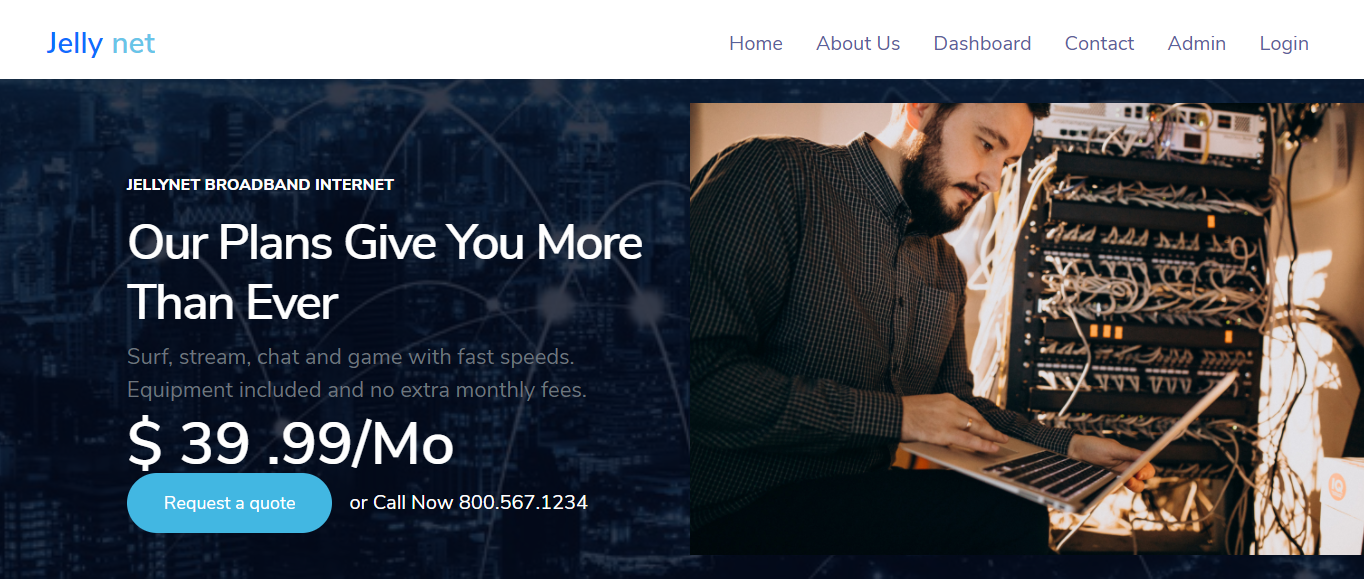 Jelly net
Home About Us Dashboard Contact Admin Login
JELLYNET BROADBAND INTERNET
Our Plans Give You More
Than Ever
Surf, stream, chat and game with fast speeds.
Equipment included and no extra monthly fees.
$ 39 .99/Mo
Request a quote or Call Now 800.567.1234